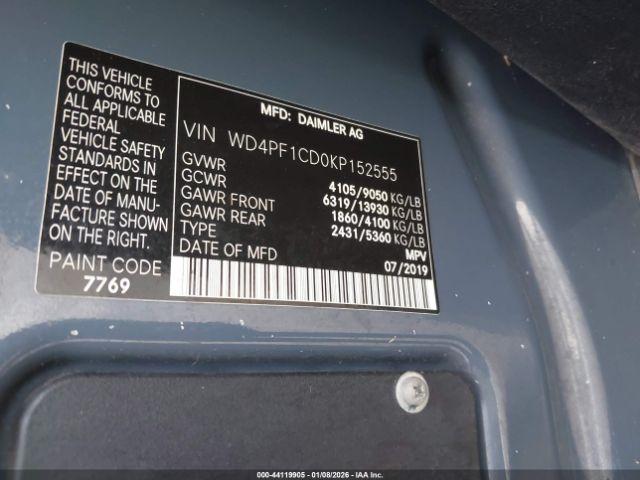 THIS VEHICLE
CONFORMS TO
ALL APPLICABLE
FEDERAL
VEHICLE SAFETY
STANDARDS IN
EFFECT ON THE
DATE OF MANU-
FACTURE SHOWN
ON THE RIGHT.
PAINT CODE
7769
MFD: DAIMLER AG
VIN WD4PF1CD0KP152555
GVWR 4105/9050 KG/LB
GCWR 6319/13930 KG/LB
GAWR FRONT 1860/4100 KG/LB
GAWR REAR 2431/5360 KG/LB
TYPE MPV
DATE OF MFD 07/2019
000-44119905 - 01/08/2026 - IAA Inc.